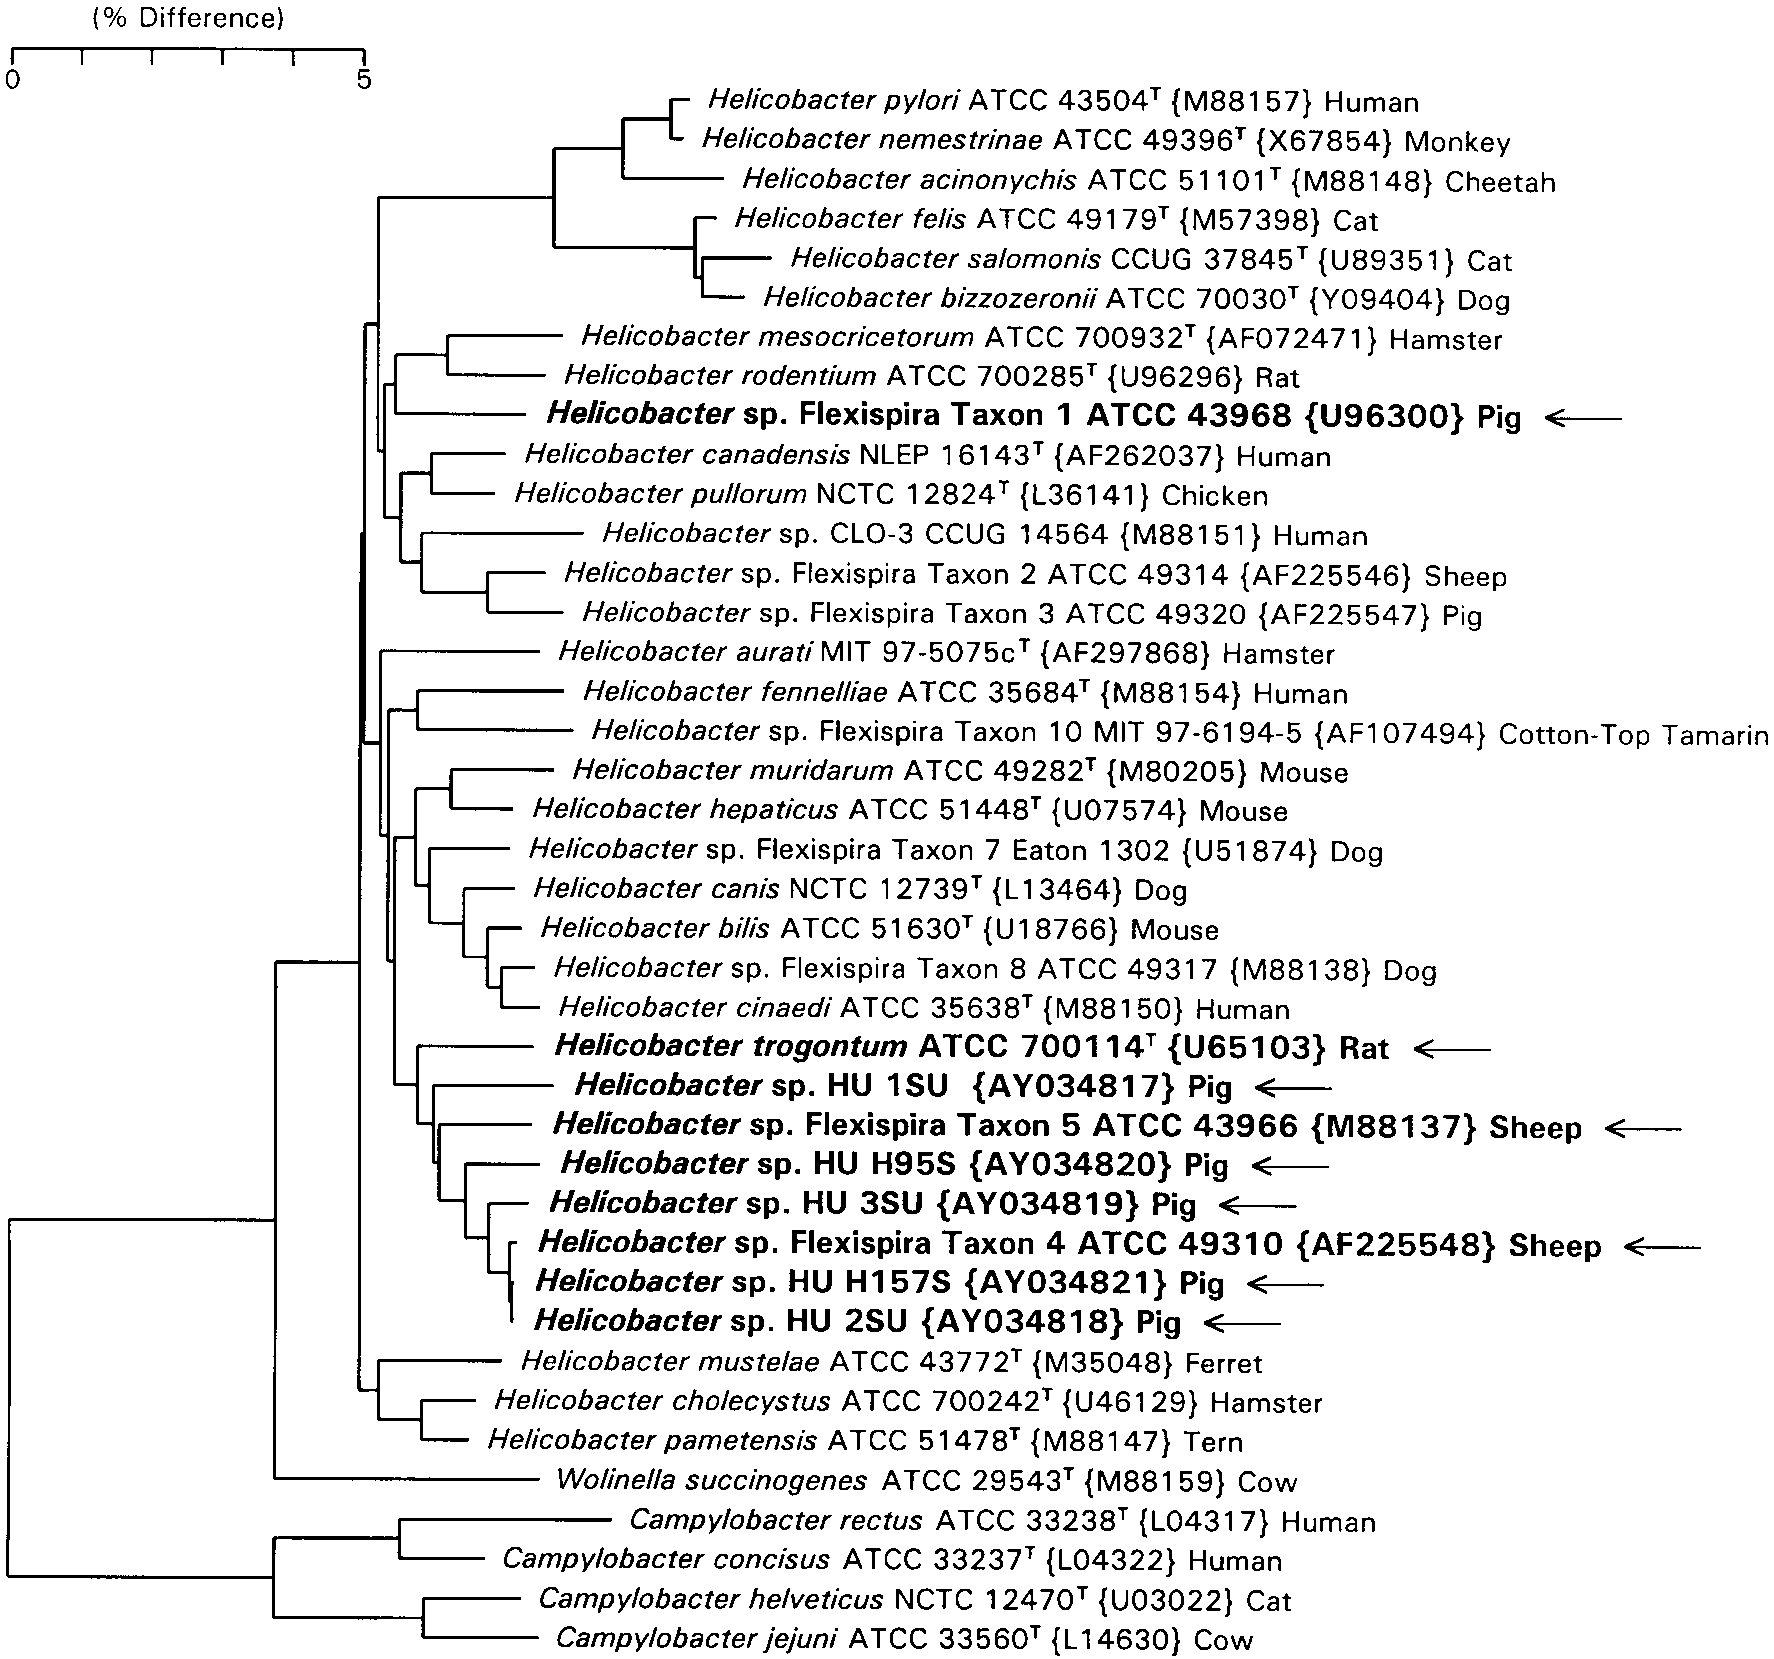 (% Difference)
0 5
Helicobacter pylori ATCC 43504ᵀ {M88157} Human
Helicobacter nemestrinae ATCC 49396ᵀ {X67854} Monkey
Helicobacter acinonychis ATCC 51101ᵀ {M88148} Cheetah
Helicobacter felis ATCC 49179ᵀ {M57398} Cat
Helicobacter salomonis CCUG 37845ᵀ {U89351} Cat
Helicobacter bizzozeronii ATCC 70030ᵀ {Y09404} Dog
Helicobacter mesocricetorum ATCC 700932ᵀ {AF072471} Hamster
Helicobacter rodentium ATCC 700285ᵀ {U96296} Rat
Helicobacter sp. Flexispira Taxon 1 ATCC 43968 {U96300} Pig
Helicobacter canadensis NLEP 16143ᵀ {AF262037} Human
Helicobacter pullorum NCTC 12824ᵀ {L36141} Chicken
Helicobacter sp. CLO-3 CCUG 14564 {M88151} Human
Helicobacter sp. Flexispira Taxon 2 ATCC 49314 {AF225546} Sheep
Helicobacter sp. Flexispira Taxon 3 ATCC 49320 {AF225547} Pig
Helicobacter aurati MIT 97-5075cᵀ {AF297868} Hamster
Helicobacter fennelliae ATCC 35684ᵀ {M88154} Human
Helicobacter sp. Flexispira Taxon 10 MIT 97-6194-5 {AF107494} Cotton-Top Tamarin
Helicobacter muridarum ATCC 49282ᵀ {M80205} Mouse
Helicobacter hepaticus ATCC 51448ᵀ {U07574} Mouse
Helicobacter sp. Flexispira Taxon 7 Eaton 1302 {U51874} Dog
Helicobacter canis NCTC 12739ᵀ {L13464} Dog
Helicobacter bilis ATCC 51630ᵀ {U18766} Mouse
Helicobacter sp. Flexispira Taxon 8 ATCC 49317 {M88138} Dog
Helicobacter cinaedi ATCC 35638ᵀ {M88150} Human
Helicobacter trogontum ATCC 700114ᵀ {U65103} Rat
Helicobacter sp. HU 1SU {AY034817} Pig
Helicobacter sp. Flexispira Taxon 5 ATCC 43966 {M88137} Sheep
Helicobacter sp. HU H95S {AY034820} Pig
Helicobacter sp. HU 3SU {AY034819} Pig
Helicobacter sp. Flexispira Taxon 4 ATCC 49310 {AF225548} Sheep
Helicobacter sp. HU H157S {AY034821} Pig
Helicobacter sp. HU 2SU {AY034818} Pig
Helicobacter mustelae ATCC 43772ᵀ {M35048} Ferret
Helicobacter cholecystus ATCC 700242ᵀ {U46129} Hamster
Helicobacter pametensis ATCC 51478ᵀ {M88147} Tern
Wolinella succinogenes ATCC 29543ᵀ {M88159} Cow
Campylobacter rectus ATCC 33238ᵀ {L04317} Human
Campylobacter concisus ATCC 33237ᵀ {L04322} Human
Campylobacter helveticus NCTC 12470ᵀ {U03022} Cat
Campylobacter jejuni ATCC 33560ᵀ {L14630} Cow